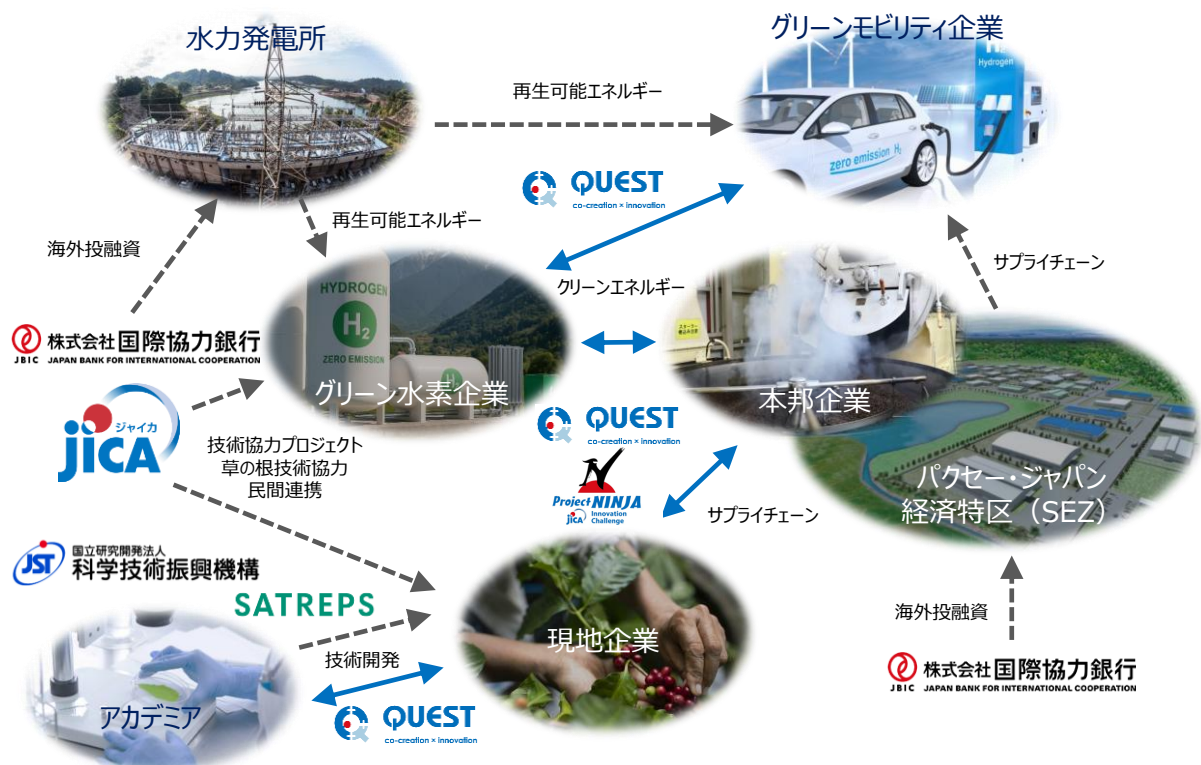 水力発電所
グリーンモビリティ企業
H2
Hydrogen
再生可能エネルギー
zero emission H2
QUEST
co-creation × innovation
再生可能エネルギー
海外投融資
サプライチェーン
HYDROGEN
H2
ZERO EMISSION
H2
クリーンエネルギー
株式会社国際協力銀行
JBIC JAPAN BANK FOR INTERNATIONAL COOPERATION
グリーン水素企業
本邦企業
ジャイカ
jICA
QUEST
co-creation × innovation
技術協力プロジェクト
草の根技術協力
民間連携
Project NINJA
jICA Innovation Challenge
サプライチェーン
パクセー・ジャパン
経済特区（SEZ）
JST
国立研究開発法人
科学技術振興機構
SATREPS
現地企業
海外投融資
技術開発
アカデミア
QUEST
co-creation × innovation
株式会社国際協力銀行
JBIC JAPAN BANK FOR INTERNATIONAL COOPERATION